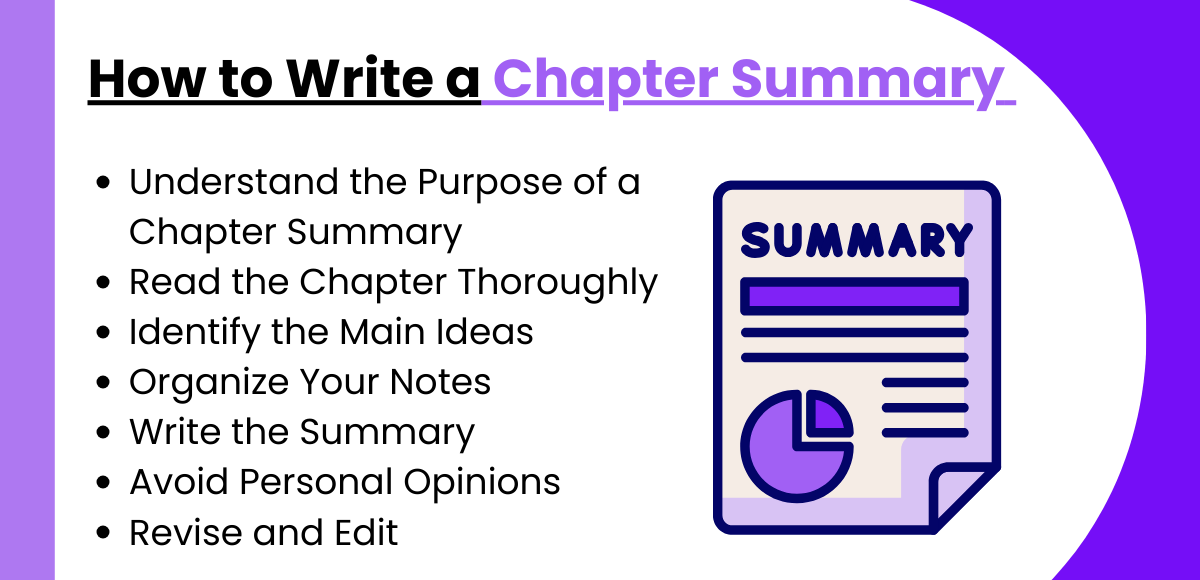 How to Write a Chapter Summary
• Understand the Purpose of a
Chapter Summary
• Read the Chapter Thoroughly
• Identify the Main Ideas
• Organize Your Notes
• Write the Summary
• Avoid Personal Opinions
• Revise and Edit
SUMMARY